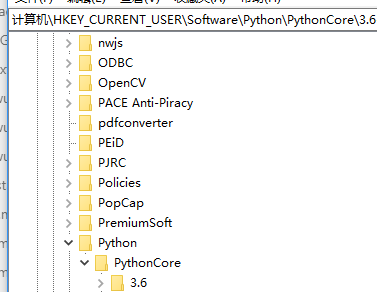 计算机\HKEY_CURRENT_USER\Software\Python\PythonCore\3.6
nwjs
ODBC
OpenCV
PACE Anti-Piracy
pdfconverter
PEiD
PJRC
Policies
PopCap
PremiumSoft
Python
PythonCore
3.6